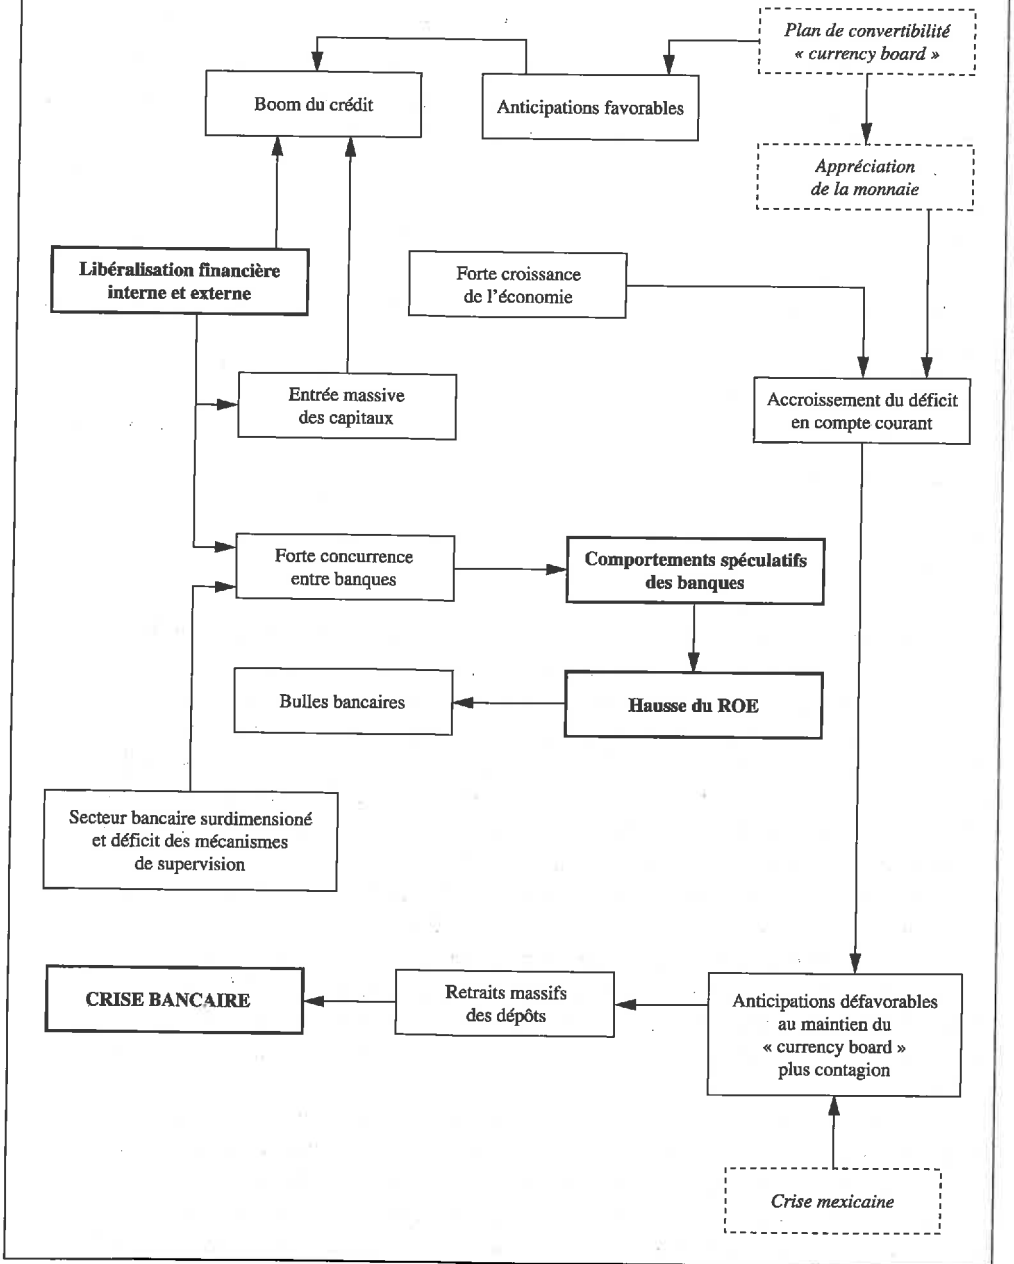 Plan de convertibilité
« currency board »
Boom du crédit
Anticipations favorables
Appréciation
de la monnaie
Libéralisation financière
interne et externe
Forte croissance
de l'économie
Entrée massive
des capitaux
Accroissement du déficit
en compte courant
Forte concurrence
entre banques
Comportements spéculatifs
des banques
Bulles bancaires
Hausse du ROE
Secteur bancaire surdimensioné
et déficit des mécanismes
de supervision
CRISE BANCAIRE
Retraits massifs
des dépôts
Anticipations défavorables
au maintien du
« currency board »
plus contagion
Crise mexicaine